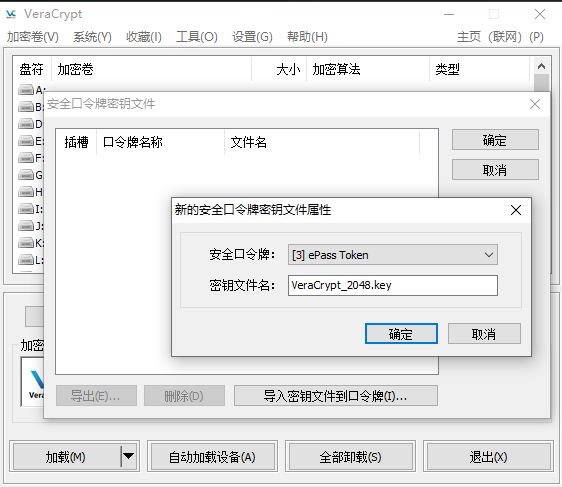 VeraCrypt
加密卷(V) 系统(Y) 收藏(I) 工具(O) 设置(G) 帮助(H) 主页（联网）(P)
盘符 加密卷 大小 加密算法 类型
A:
安全口令牌密钥文件
B:
D
插槽 口令牌名称 文件名 确定
E:
F:
取消
G
H:
新的安全口令牌密钥文件属性
I:
J:
K:
安全口令牌： [3] ePass Token
L:
密钥文件名： VeraCrypt_2048.key
确定 取消
加密
导出(E)... 删除(D) 导入密钥文件到口令牌(I)...
加载(M) 自动加载设备(A) 全部卸载(S) 退出(X)